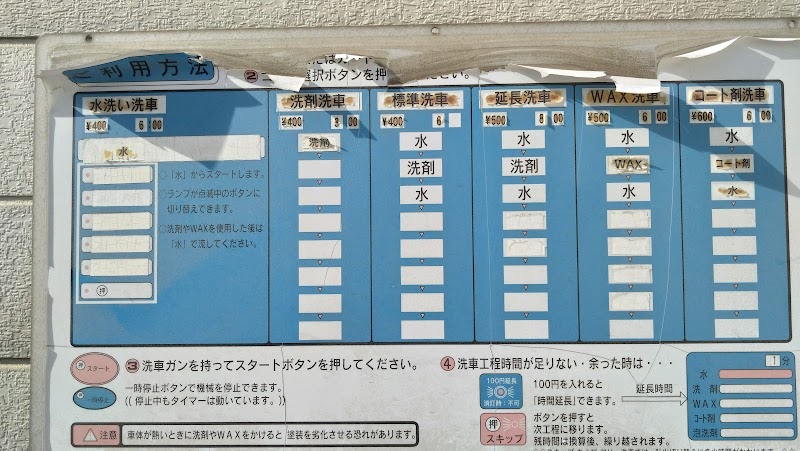 ご利用方法
②
選択ボタンを押
ください。
水洗い洗車
¥400 6 00
水
押
○「水」からスタートします。
○ランプが点滅中のボタンに
切り替えできます。
○洗剤やWAXを使用した後は
「水」で流してください。
洗剤洗車
¥400 3 00
洗剤
標準洗車
¥400 6
水
洗剤
水
延長洗車
¥500 8 00
水
洗剤
水
WAX洗車
¥500 6 00
水
WAX
水
コート剤洗車
¥600 6 00
水
コート剤
水
スタート
一時停止
③洗車ガンを持ってスタートボタンを押してください。
一時停止ボタンで機械を停止できます。
((停止中もタイマーは動いています。))
注意 車体が熱いときに洗剤やWAXをかけると塗装を劣化させる恐れがあります。
④洗車工程時間が足りない・余った時は・・・
100円延長
消灯時:不可
100円を入れると
「時間延長」できます。
延長時間
押
スキップ
ボタンを押すと
次工程に移ります。
残時間は換算後、繰り越されます。
1分
水
洗剤
WAX
コート剤
泡洗剤